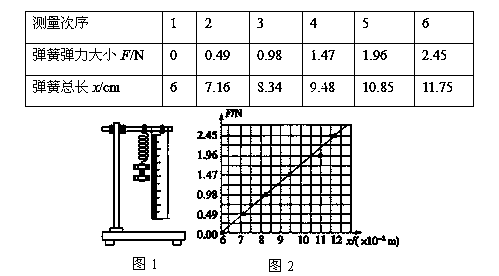 测量次序 1 2 3 4 5 6
弹簧弹力大小 F/N 0 0.49 0.98 1.47 1.96 2.45
弹簧总长 x/cm 6 7.16 8.34 9.48 10.85 11.75
F/N
2.45
1.96
1.47
0.98
0.49
0.00
6 7 8 9 10 11 12 x/(×10⁻² m)
图 1 图 2